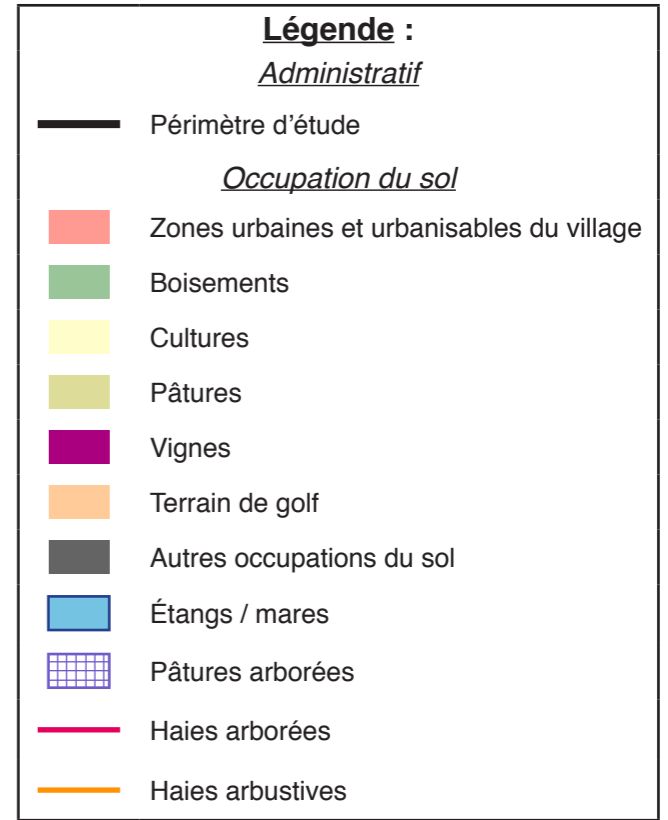 Légende :
Administratif
Périmètre d'étude
Occupation du sol
Zones urbaines et urbanisables du village
Boisements
Cultures
Pâtures
Vignes
Terrain de golf
Autres occupations du sol
Étangs / mares
Pâtures arborées
Haies arborées
Haies arbustives